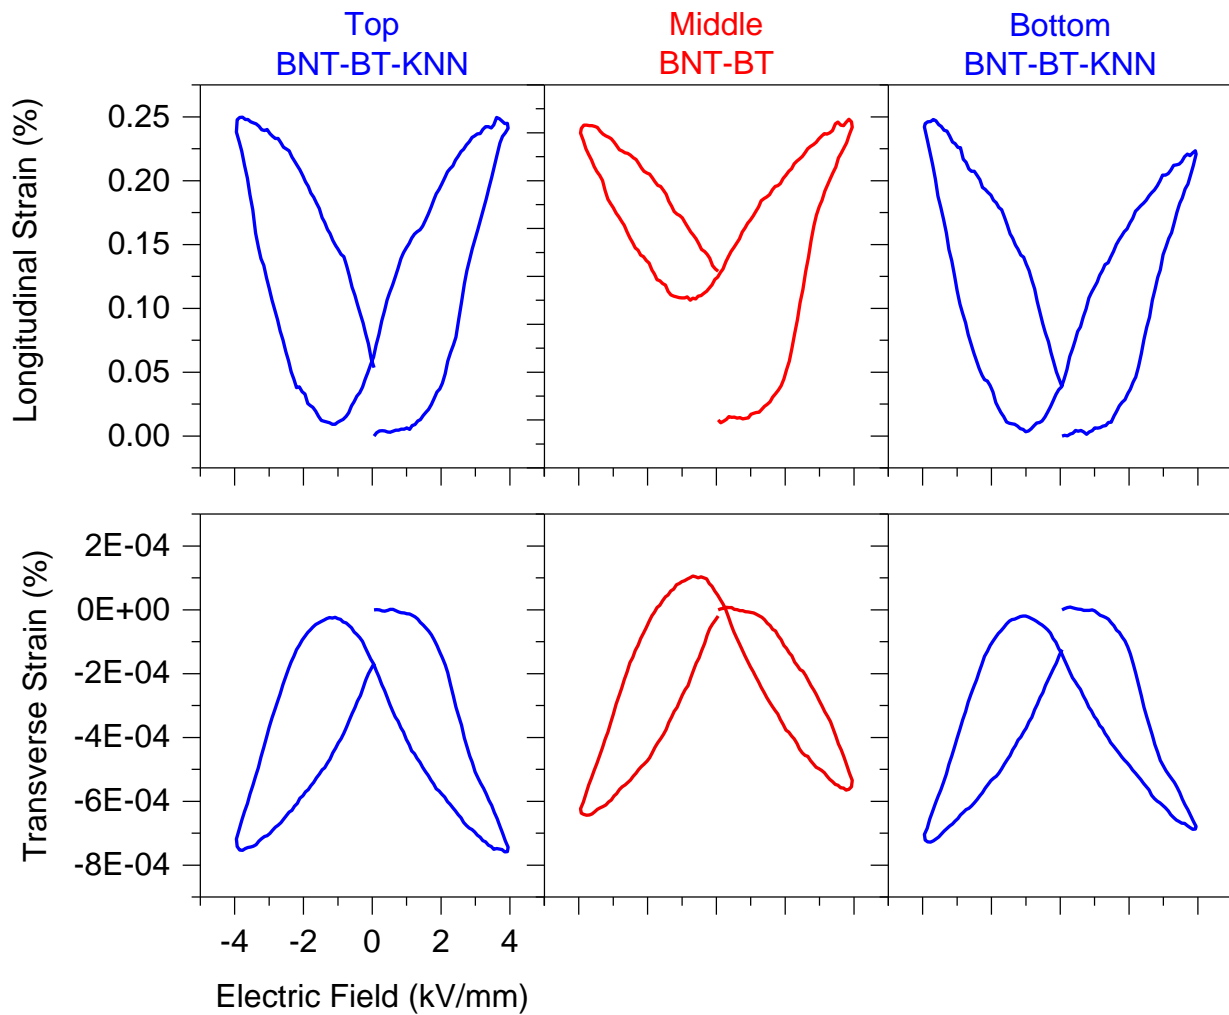 Top
BNT-BT-KNN
Middle
BNT-BT
Bottom
BNT-BT-KNN
Longitudinal Strain (%)
0.25
0.20
0.15
0.10
0.05
0.00
Transverse Strain (%)
2E-04
0E+00
-2E-04
-4E-04
-6E-04
-8E-04
-4 -2 0 2 4
Electric Field (kV/mm)